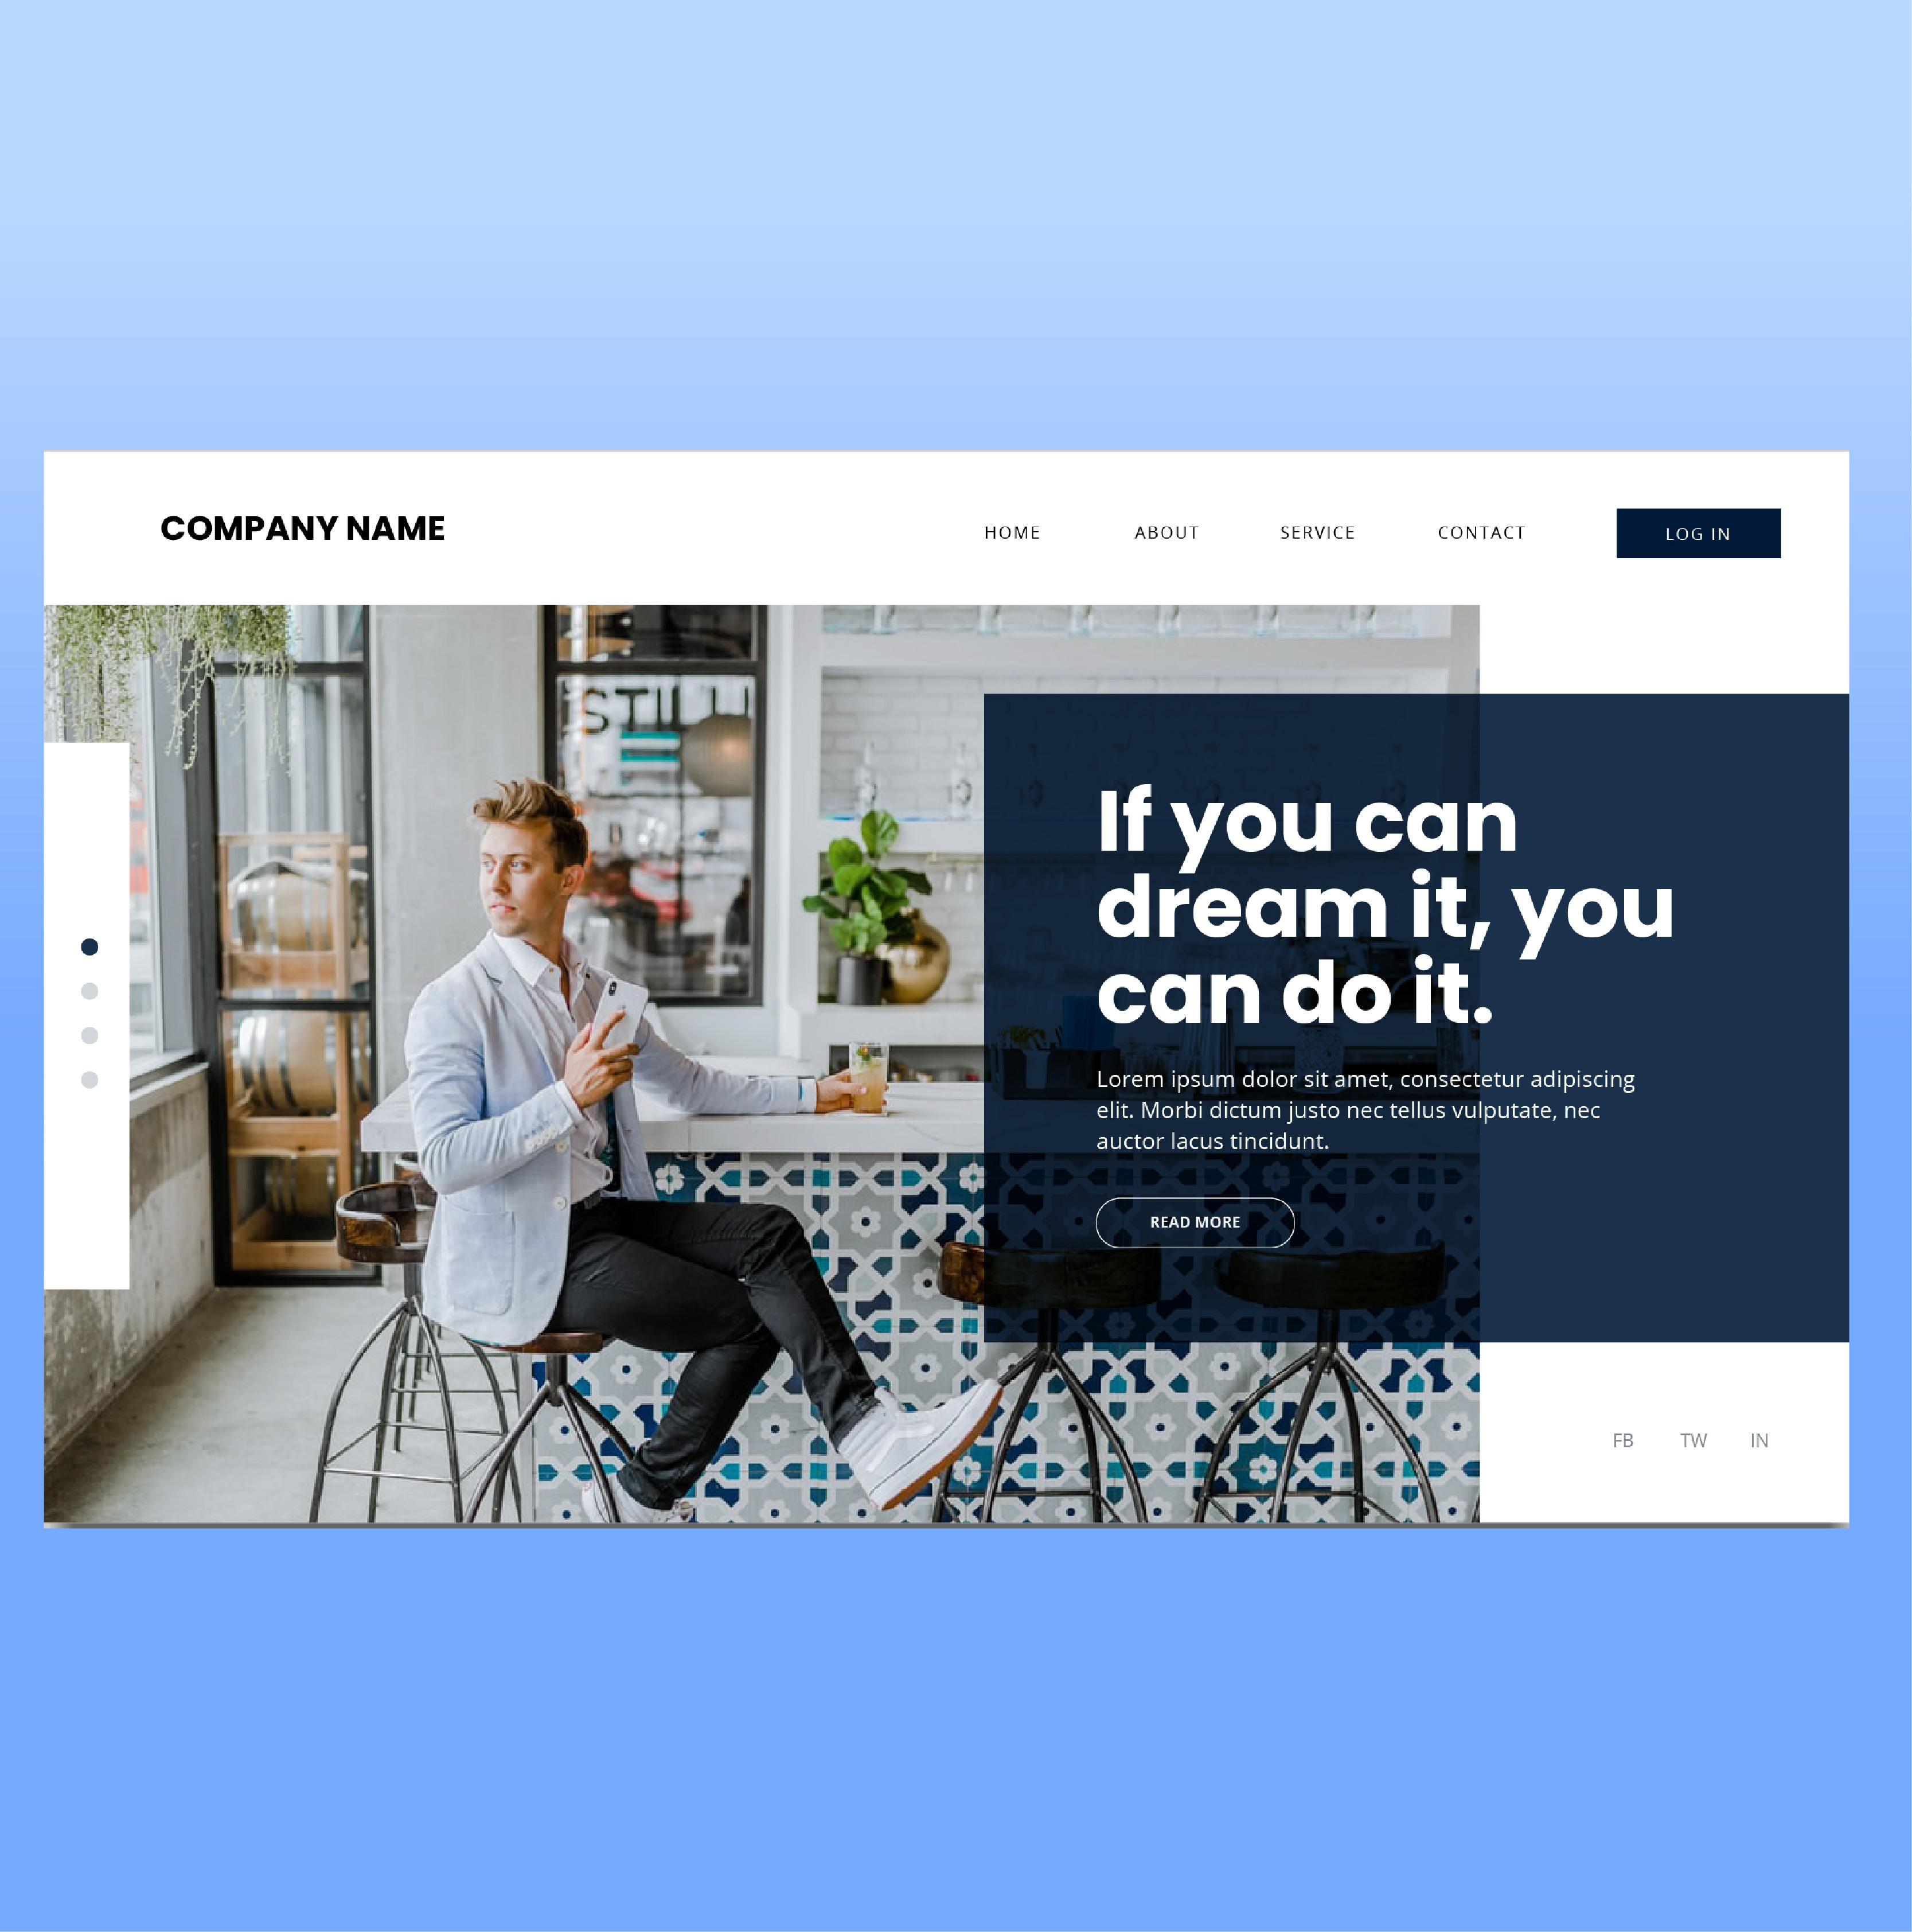 COMPANY NAME
HOME ABOUT SERVICE CONTACT LOG IN
If you can
dream it, you
can do it.
Lorem ipsum dolor sit amet, consectetur adipiscing
elit. Morbi dictum justo nec tellus vulputate, nec
auctor lacus tincidunt.
READ MORE
FB TW IN